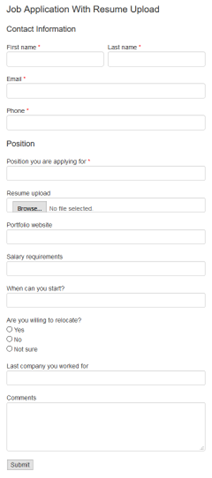 Job Application With Resume Upload
Contact Information
First name * Last name *
Email *
Phone *
Position
Position you are applying for *
Resume upload
Browse... No file selected.
Portfolio website
Salary requirements
When can you start?
Are you willing to relocate?
Yes
No
Not sure
Last company you worked for
Comments
Submit